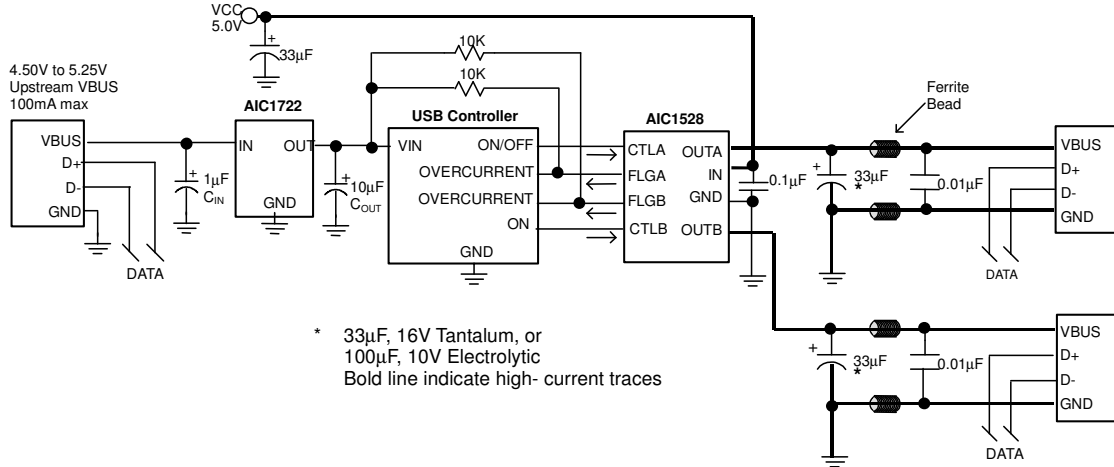 VCC
5.0V
+
33µF
10K
10K
4.50V to 5.25V
Upstream VBUS
100mA max
AIC1722
USB Controller
AIC1528
Ferrite
Bead
VBUS
D+
D-
GND
DATA
+
1µF
CIN
IN
OUT
GND
+
10µF
COUT
VIN
ON/OFF
OVERCURRENT
OVERCURRENT
ON
GND
CTLA
FLGA
FLGB
CTLB
OUTA
IN
GND
OUTB
0.1µF
+
33µF
*
0.01µF
VBUS
D+
D-
GND
DATA
+
33µF
*
0.01µF
VBUS
D+
D-
GND
DATA
* 33µF, 16V Tantalum, or
100µF, 10V Electrolytic
Bold line indicate high- current traces